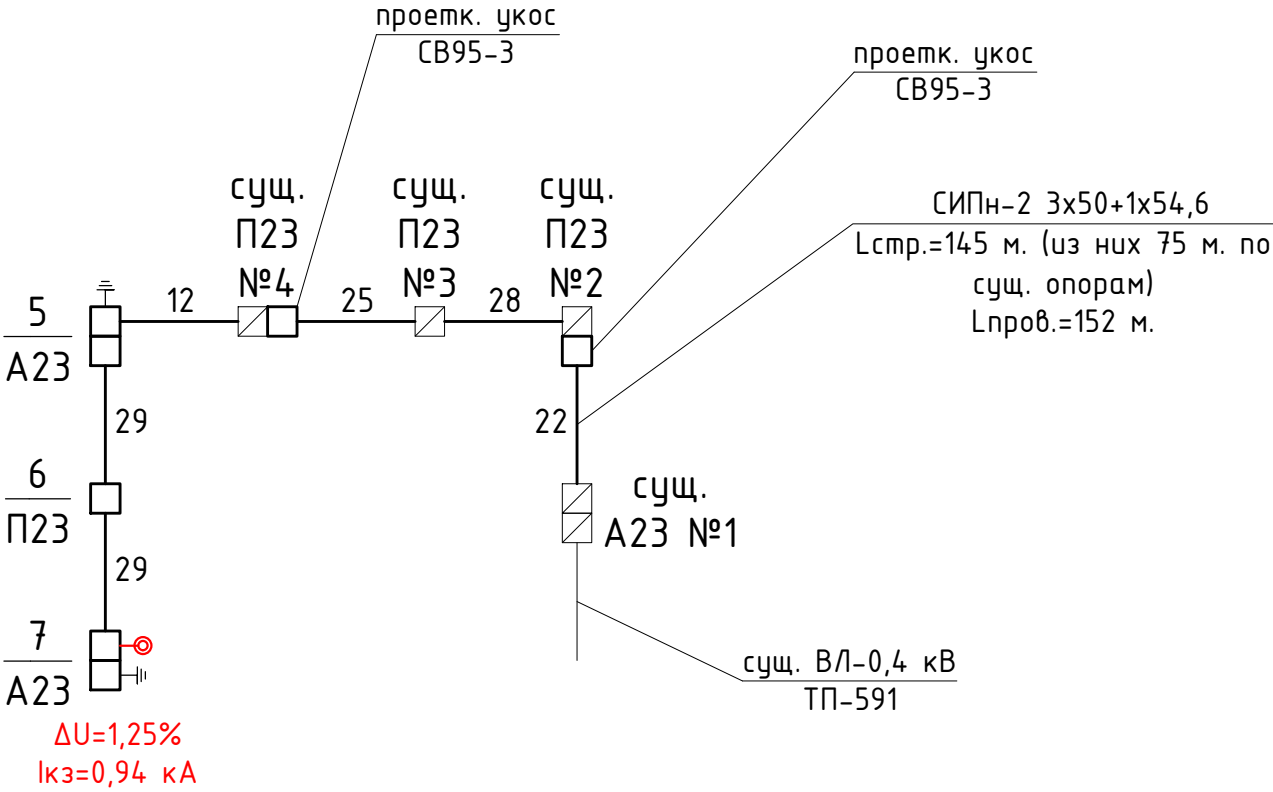 проетк. укос
СВ95-3
проетк. укос
СВ95-3
сущ.
П23
№4
сущ.
П23
№3
сущ.
П23
№2
СИПн-2 3х50+1х54,6
Lстр.=145 м. (из них 75 м. по
сущ. опорам)
Lпров.=152 м.
5
А23
12
25
28
29
22
6
П23
сущ.
А23 №1
29
7
А23
сущ. ВЛ-0,4 кВ
ТП-591
ΔU=1,25%
Iкз=0,94 кА